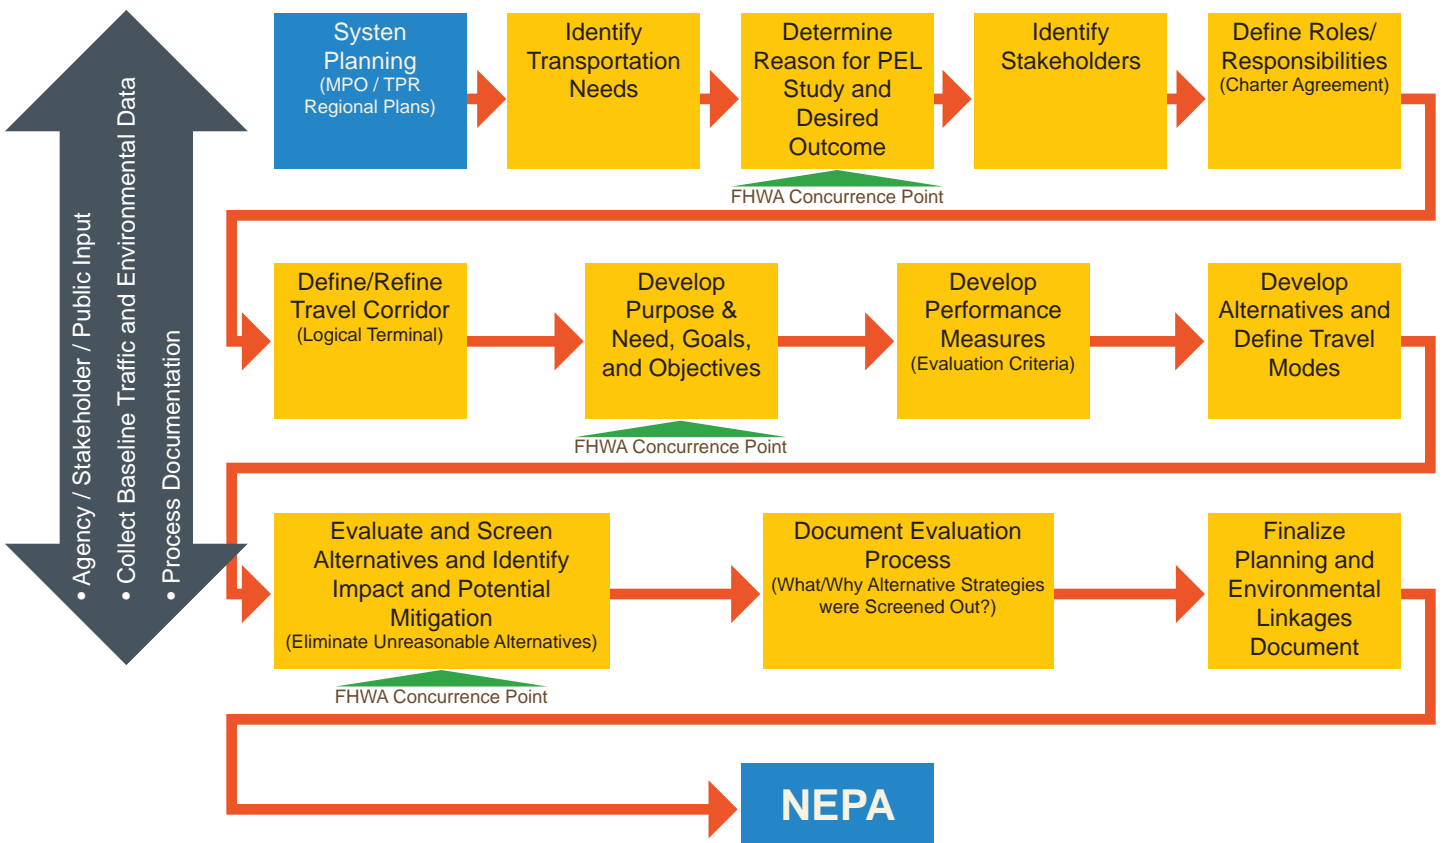 • Agency / Stakeholder / Public Input
• Collect Baseline Traffic and Environmental Data
• Process Documentation
Systen
Planning
(MPO / TPR
Regional Plans)
Identify
Transportation
Needs
Determine
Reason for PEL
Study and
Desired
Outcome
FHWA Concurrence Point
Identify
Stakeholders
Define Roles/
Responsibilities
(Charter Agreement)
Define/Refine
Travel Corridor
(Logical Terminal)
Develop
Purpose &
Need, Goals,
and Objectives
FHWA Concurrence Point
Develop
Performance
Measures
(Evaluation Criteria)
Develop
Alternatives and
Define Travel
Modes
Evaluate and Screen
Alternatives and Identify
Impact and Potential
Mitigation
(Eliminate Unreasonable Alternatives)
FHWA Concurrence Point
Document Evaluation
Process
(What/Why Alternative Strategies
were Screened Out?)
Finalize
Planning and
Environmental
Linkages
Document
NEPA